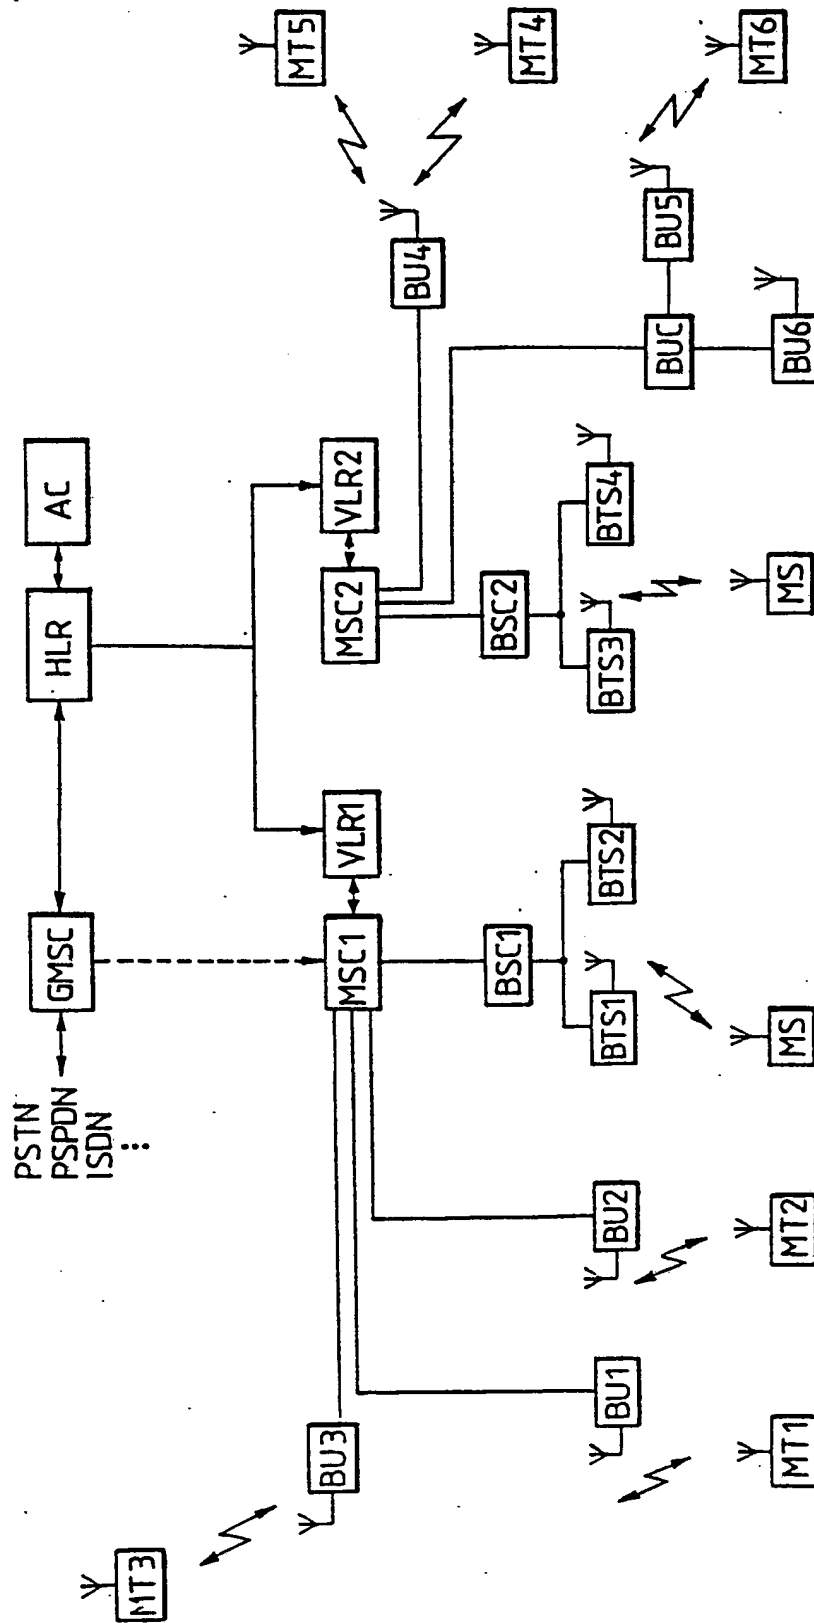 PSTN
PSPDN
ISDN
...
GMSC
HLR
AC
MSC1
VLR1
MSC2
VLR2
BSC1
BSC2
BTS1
BTS2
BTS3
BTS4
MT3
BU3
BU1
BU2
MT1
MT2
MS
MS
MT5
MT4
BU4
MT6
BU5
BUC
BU6